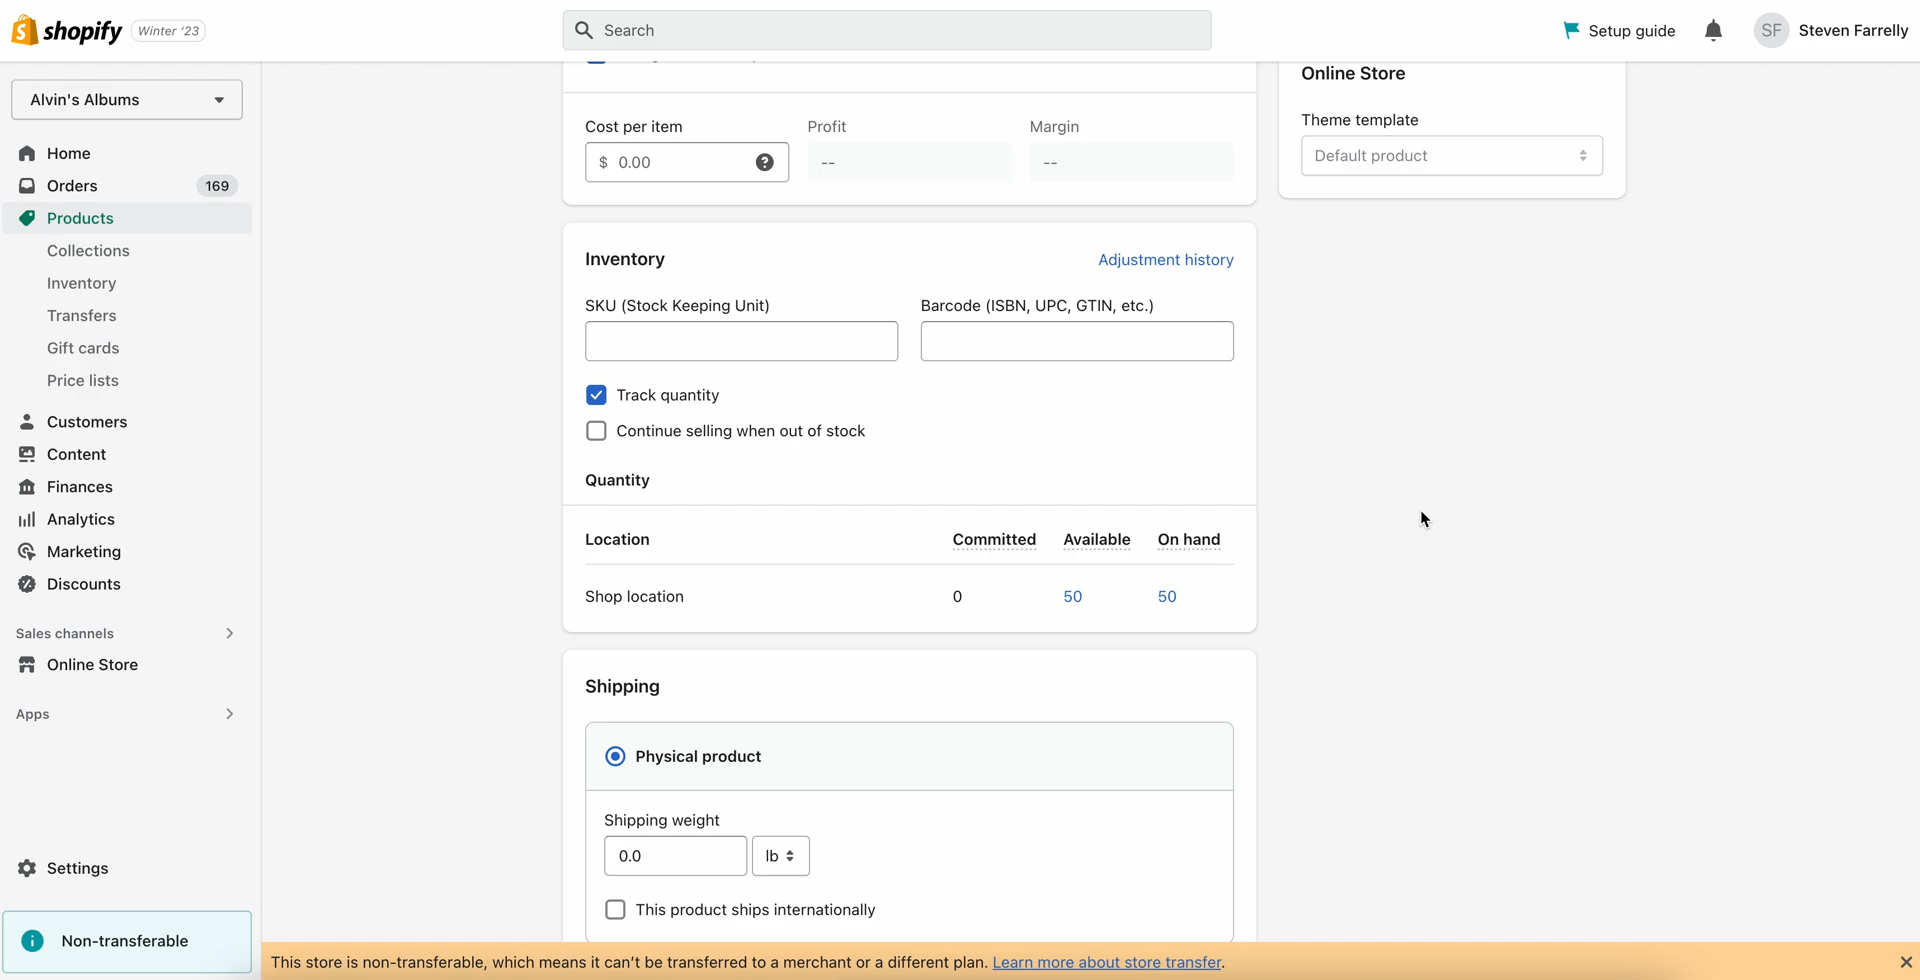 shopify Winter '23
Search
Setup guide
SF Steven Farrelly
Alvin's Albums
Home
Orders 169
Products
Collections
Inventory
Transfers
Gift cards
Price lists
Customers
Content
Finances
Analytics
Marketing
Discounts
Sales channels
Online Store
Apps
Settings
Non-transferable
Cost per item Profit Margin
$ 0.00 -- --
Inventory Adjustment history
SKU (Stock Keeping Unit) Barcode (ISBN, UPC, GTIN, etc.)
Track quantity
Continue selling when out of stock
Quantity
Location Committed Available On hand
Shop location 0 50 50
Shipping
Physical product
Shipping weight
0.0 lb
This product ships internationally
Online Store
Theme template
Default product
This store is non-transferable, which means it can't be transferred to a merchant or a different plan. Learn more about store transfer.